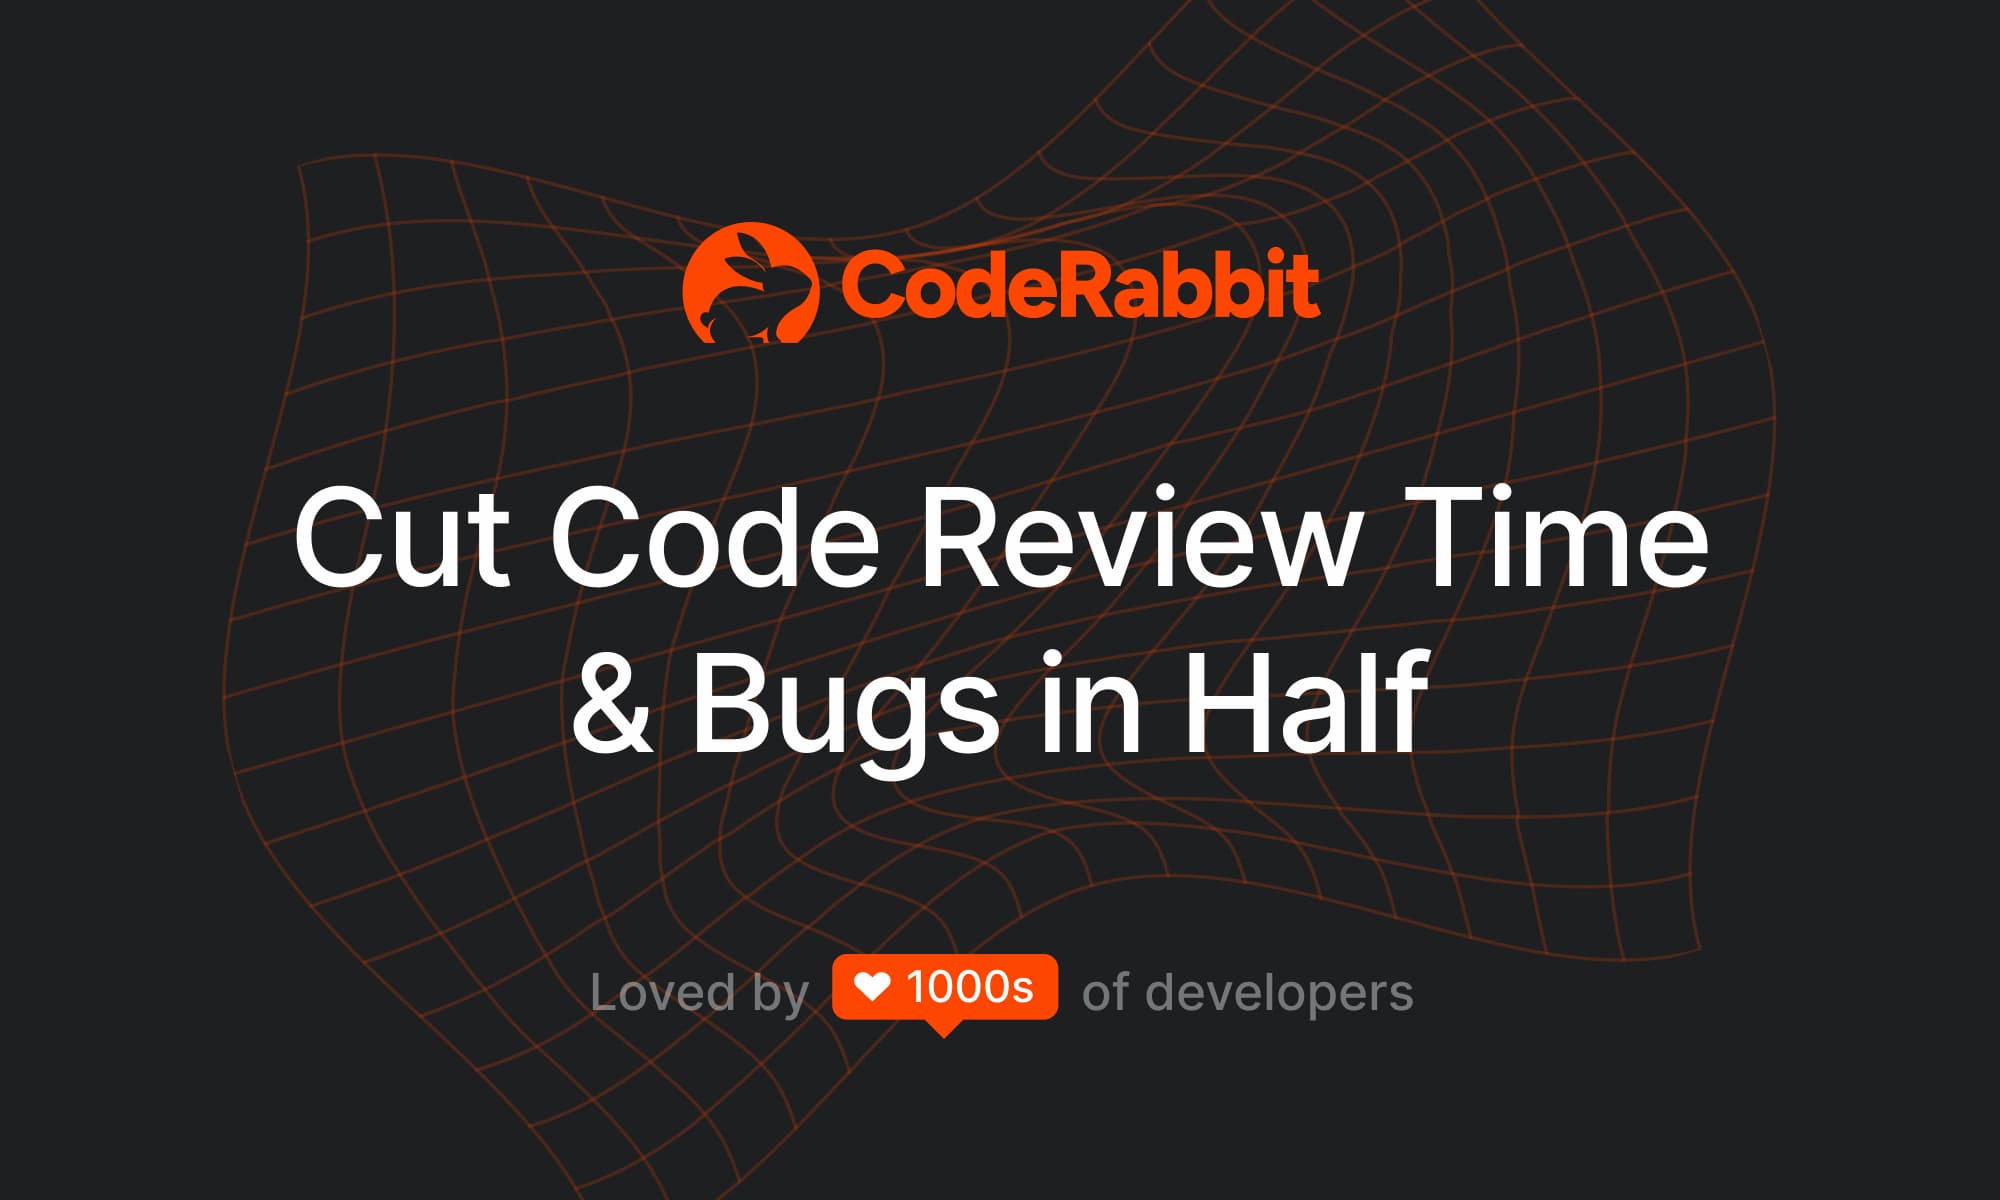 CodeRabbit
Cut Code Review Time
& Bugs in Half
Loved by 1000s of developers